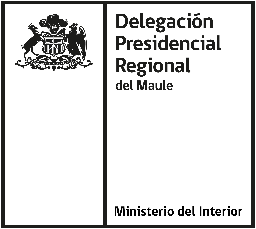 Delegación
Presidencial
Regional
del Maule
Ministerio del Interior